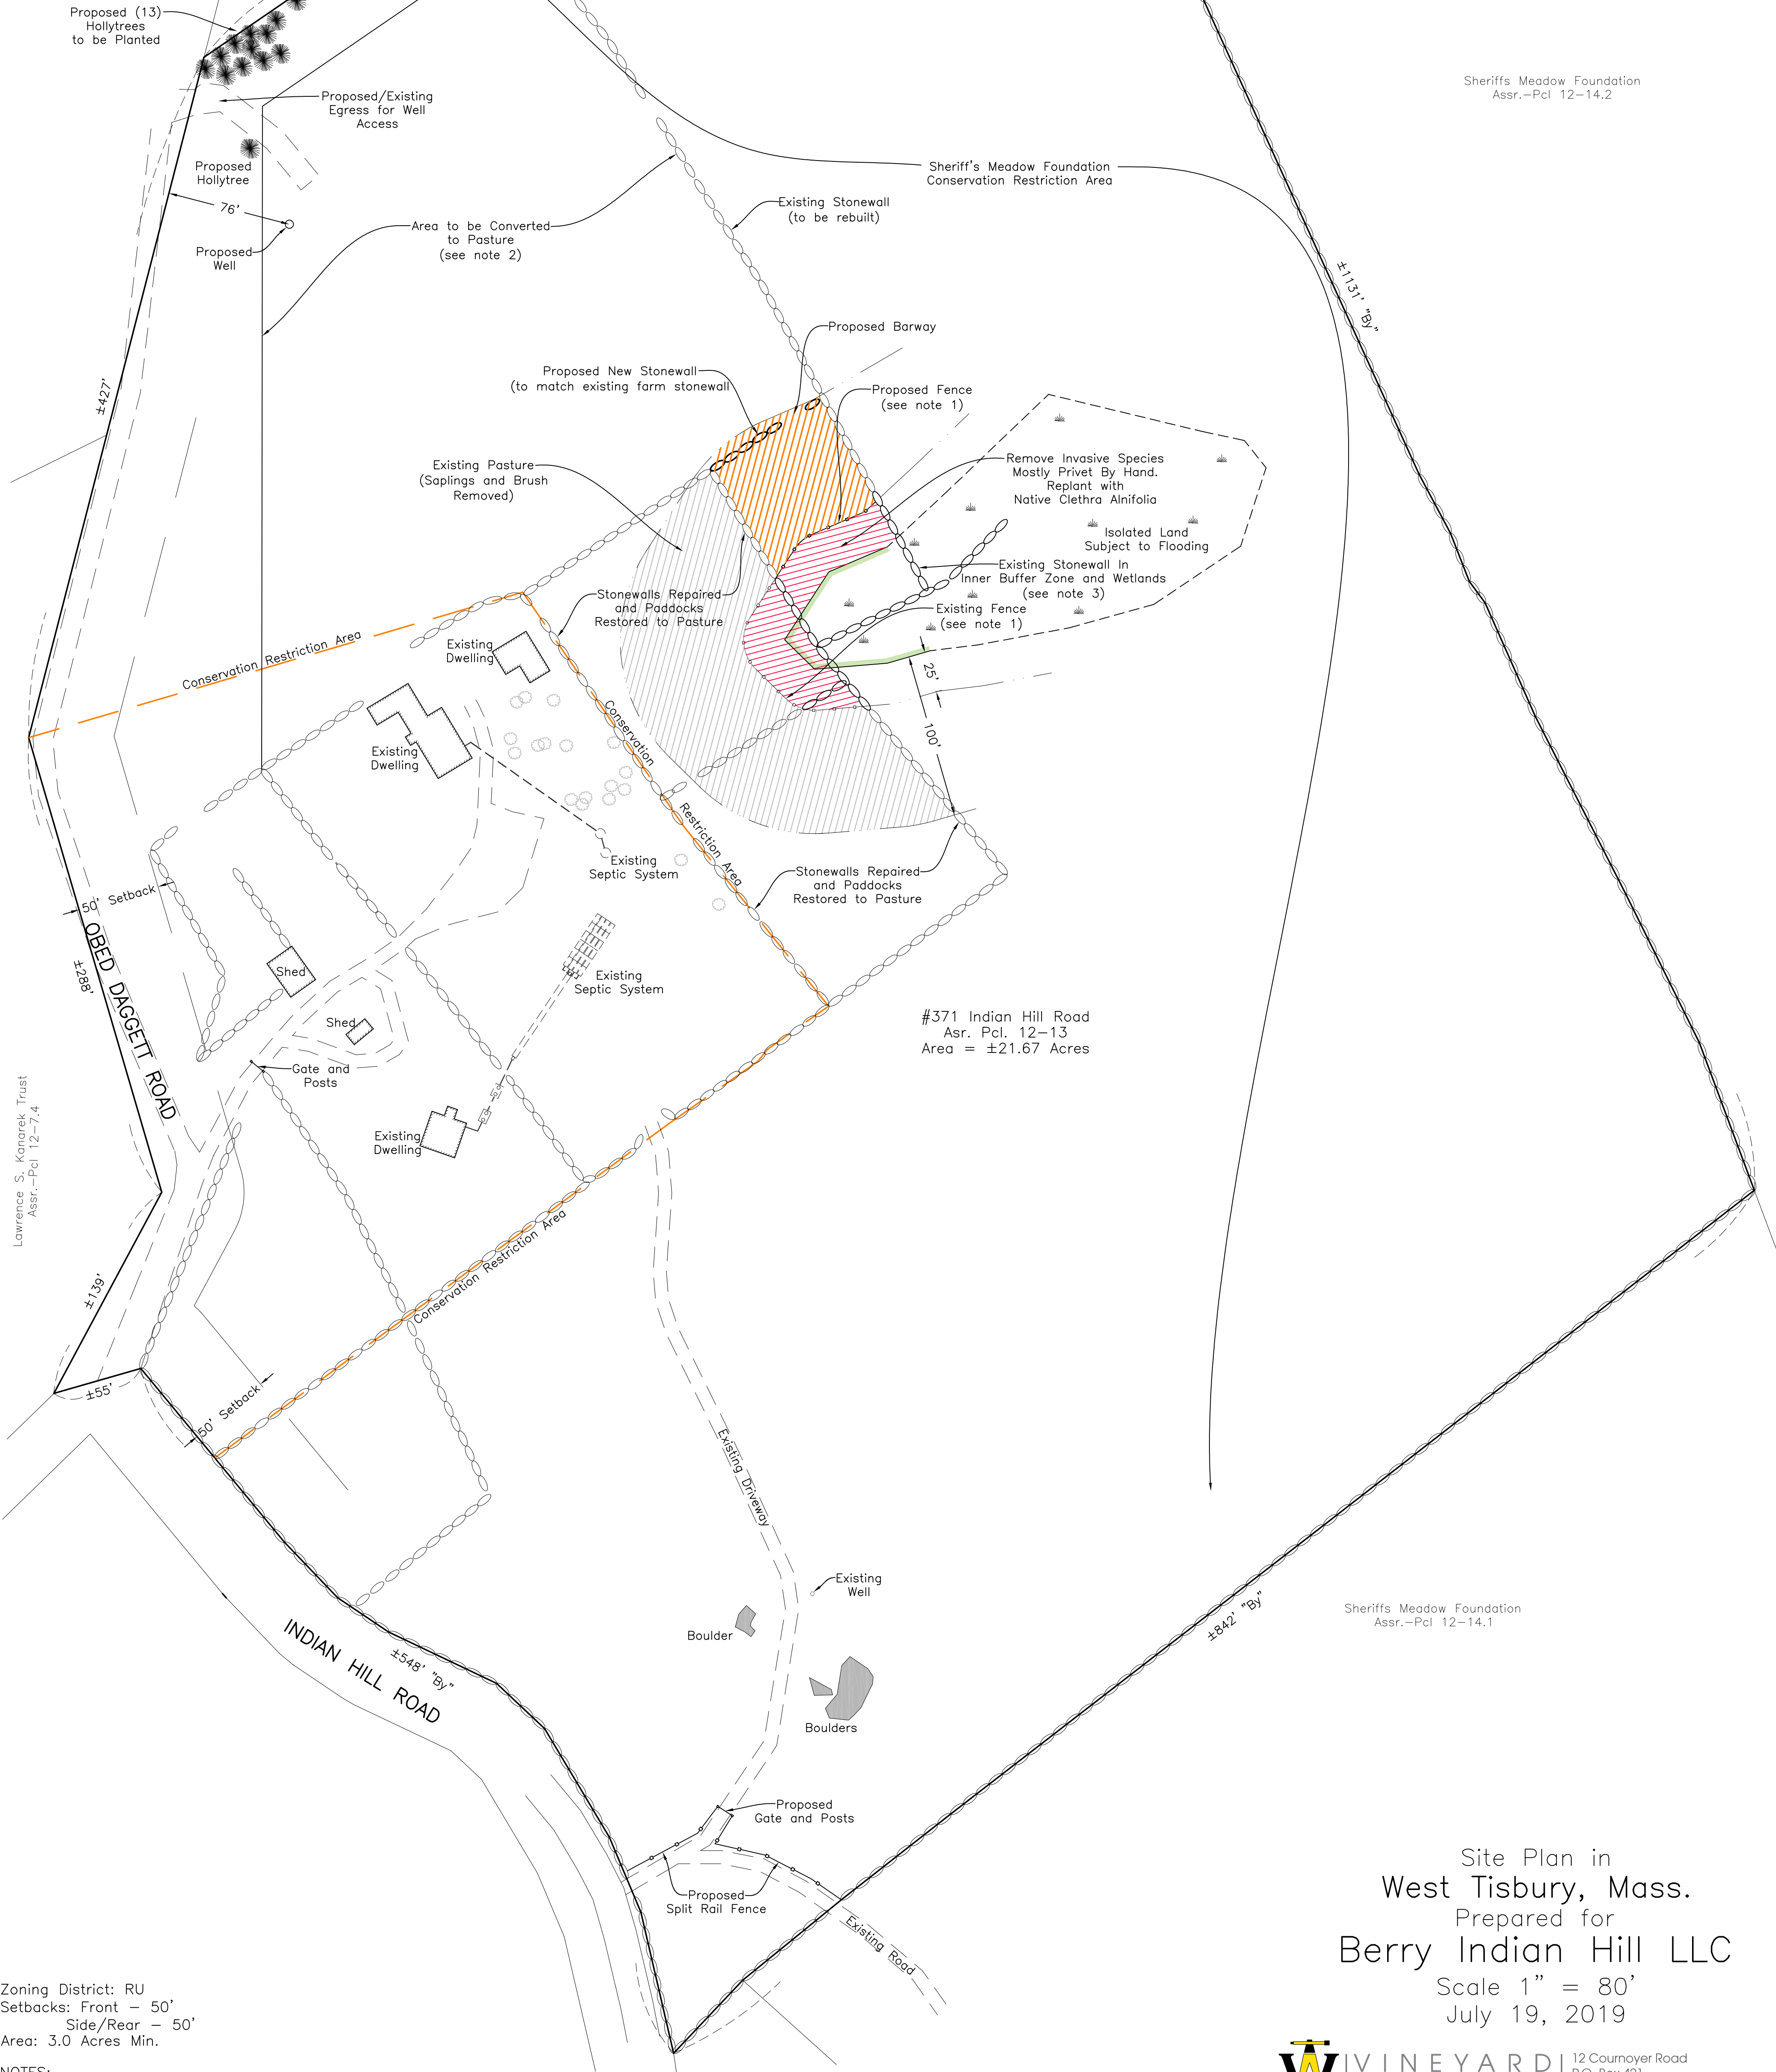 Proposed (13)
Hollytrees
to be Planted
Sheriffs Meadow Foundation
Assr.-Pcl 12-14.2
Proposed/Existing
Egress for Well
Access
Proposed
Hollytree
Sheriff's Meadow Foundation
Conservation Restriction Area
76'
Existing Stonewall
(to be rebuilt)
Area to be Converted
to Pasture
(see note 2)
Proposed
Well
±1131' "By"
Proposed Barway
Proposed New Stonewall
(to match existing farm stonewall
Proposed Fence
(see note 1)
±427'
Existing Pasture
(Saplings and Brush
Removed)
Remove Invasive Species
Mostly Privet By Hand.
Replant with
Native Clethra Alnifolia
Isolated Land
Subject to Flooding
Existing Stonewall In
Inner Buffer Zone and Wetlands
(see note 3)
Stonewalls Repaired
and Paddocks
Restored to Pasture
Existing Fence
(see note 1)
Conservation Restriction Area
Existing
Dwelling
25'
100'
Conservation
Restriction Area
Existing
Dwelling
Existing
Septic System
Stonewalls Repaired
and Paddocks
Restored to Pasture
50' Setback
OBED DAGGETT ROAD
±288'
Shed
Existing
Septic System
Shed
#371 Indian Hill Road
Asr. Pcl. 12-13
Area = ±21.67 Acres
Gate and
Posts
Lawrence S. Kanarek Trust
Assr.-Pcl 12-7.4
Existing
Dwelling
Conservation Restriction Area
±139'
±55'
50' Setback
Existing Driveway
Existing
Well
±842' "By"
Sheriffs Meadow Foundation
Assr.-Pcl 12-14.1
Boulder
INDIAN HILL ROAD
±548' "By"
Boulders
Proposed
Gate and Posts
Proposed
Split Rail Fence
Existing Road
Site Plan in
West Tisbury, Mass.
Prepared for
Berry Indian Hill LLC
Scale 1" = 80'
July 19, 2019
Zoning District: RU
Setbacks: Front - 50'
Side/Rear - 50'
Area: 3.0 Acres Min.
VINEYARD
12 Cournoyer Road